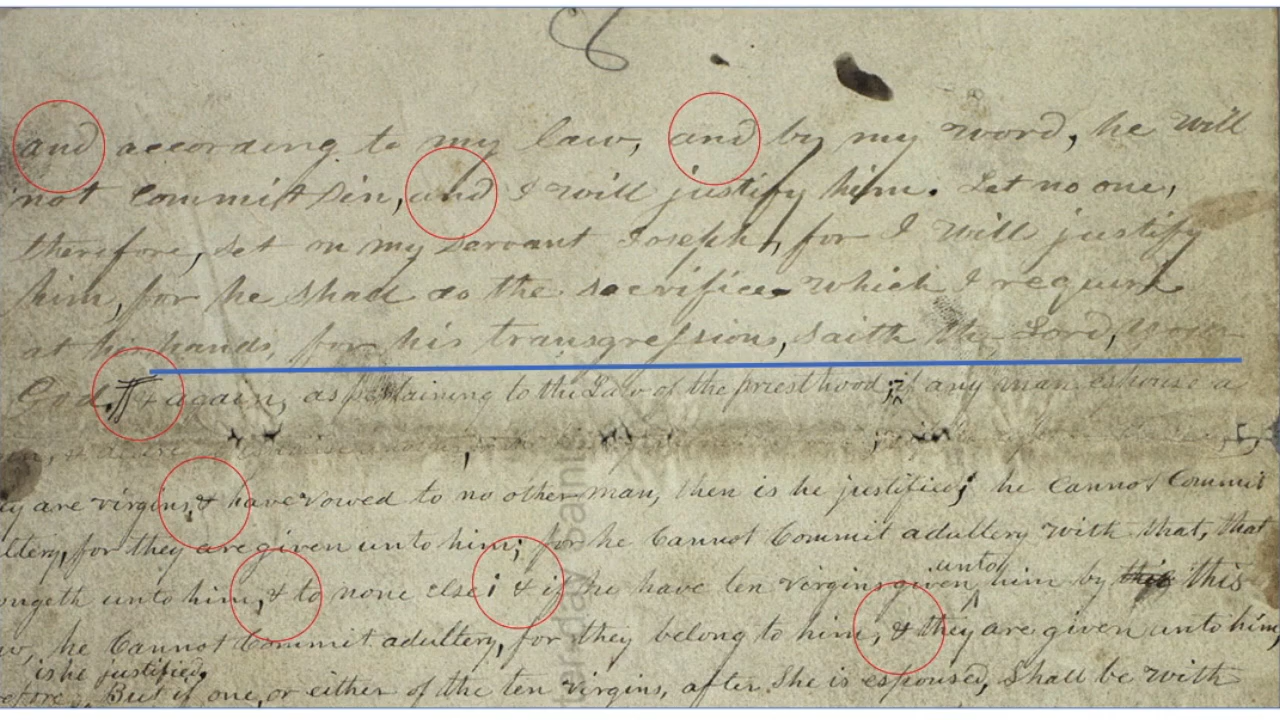 8
and according to my law, and by my word, he will
not commit sin, and I will justify him. Let no one,
therefore, set on my servant Joseph, for I will justify
him, for he shall do the sacrifice which I require
at his hands, for his transgressions, saith the Lord, your
God. ¶ & again, as pertaining to the Law of the priesthood; if any man espouse a
are virgins, & have vowed to no other man, then is he justified; he cannot Commit
for they are given unto him; for he Cannot Commit adultery with that, that
unto him, & to none else; & if he have ten virgins given unto him by this
he Cannot Commit adultery, for they belong to him, & they are given unto him,
is he justified.
But if one, or either of the ten virgins, after She is espoused, Shall be with